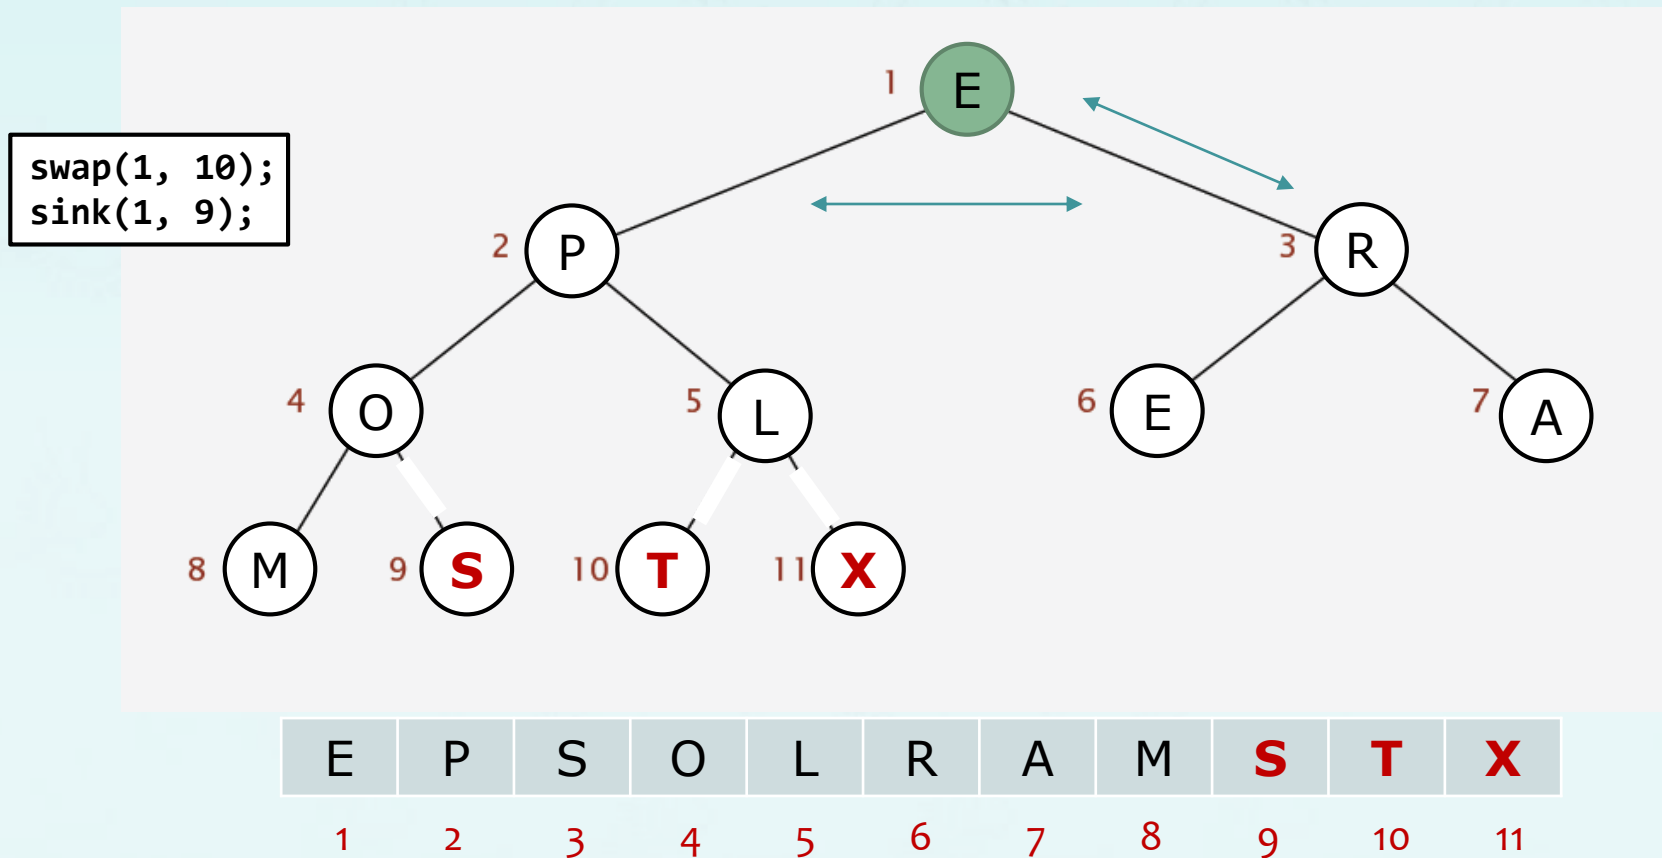 1 E
swap(1, 10);
sink(1, 9);
2 P 3 R
4 O 5 L 6 E 7 A
8 M 9 S 10 T 11 X
E P S O L R A M S T X
1 2 3 4 5 6 7 8 9 10 11